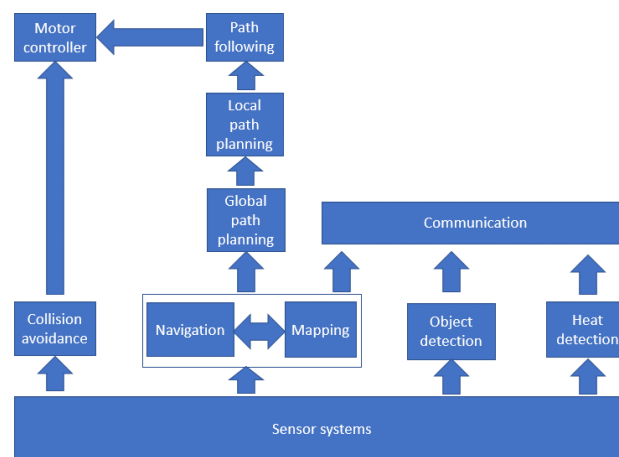 Motor
controller
Path
following
Local
path
planning
Global
path
planning
Communication
Collision
avoidance
Navigation
Mapping
Object
detection
Heat
detection
Sensor systems